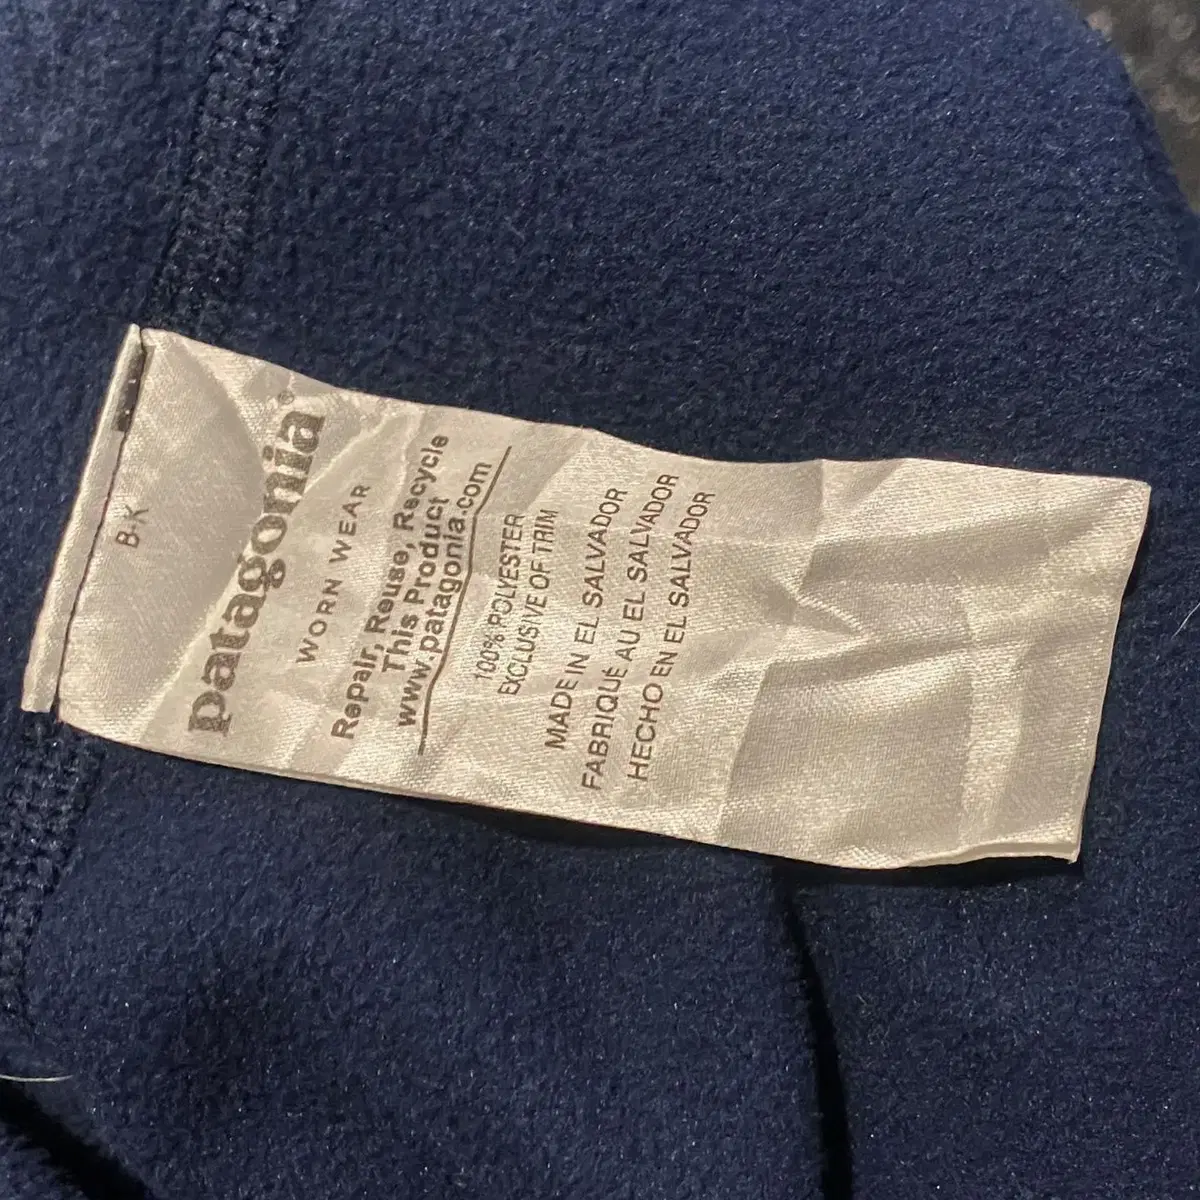 B-K
patagonia®
WORN WEAR
Repair, Reuse, Recycle
This Product
www.patagonia.com
100% POLYESTER
EXCLUSIVE OF TRIM
MADE IN EL SALVADOR
FABRIQUÉ AU EL SALVADOR
HECHO EN EL SALVADOR